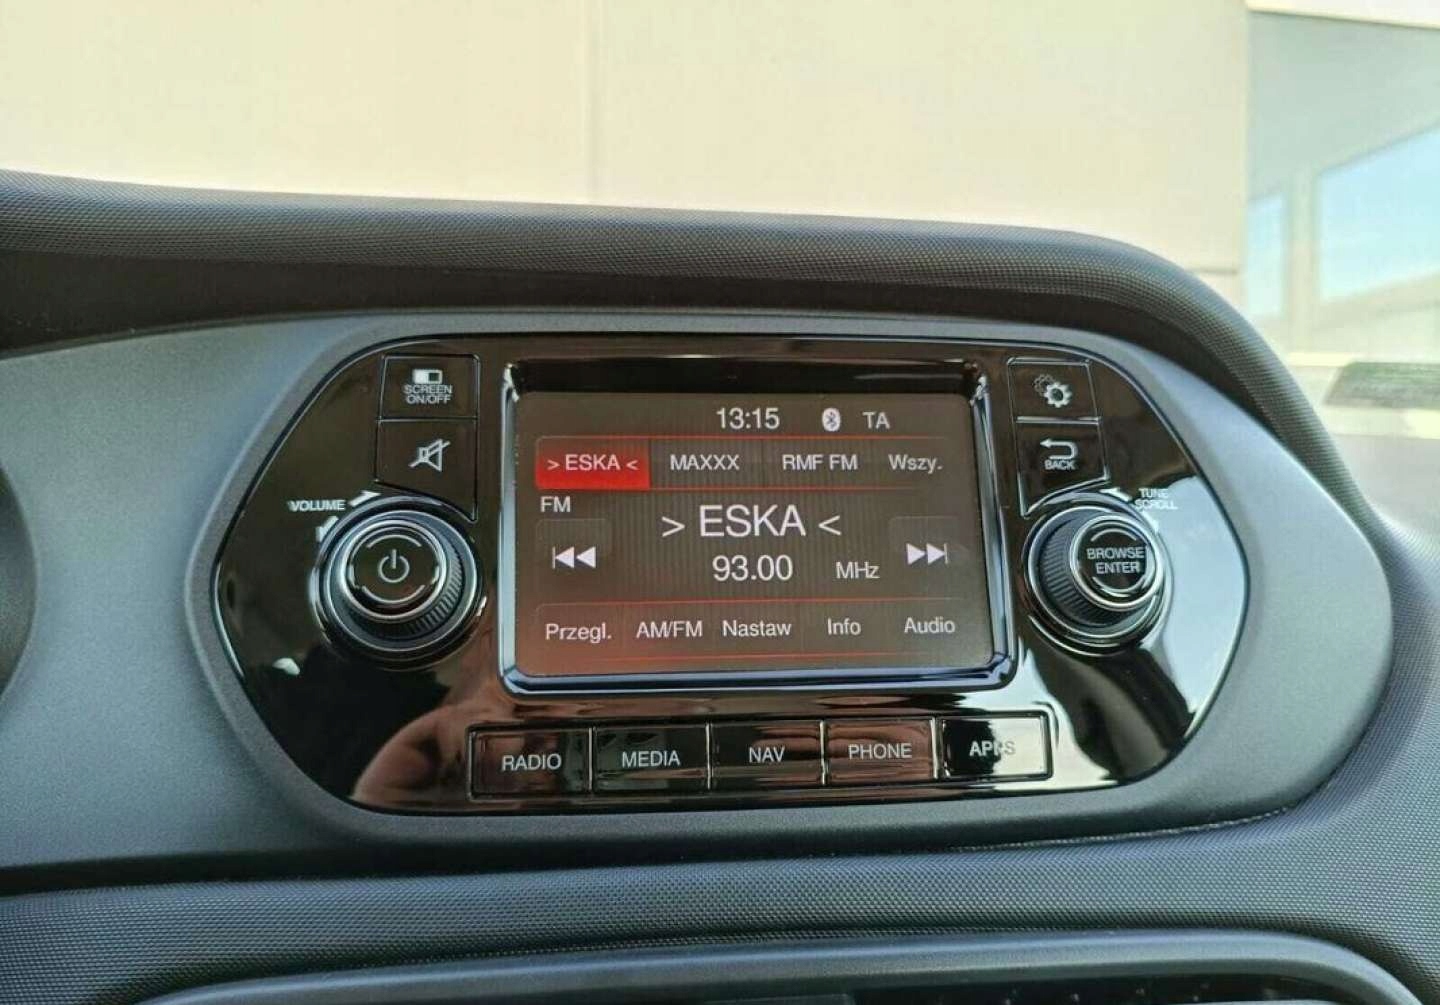 SCREEN
ON/OFF
13:15 TA
> ESKA < MAXXX RMF FM Wszy.
BACK
VOLUME
FM
TUNE
SCROLL
> ESKA <
93.00 MHz
BROWSE
ENTER
Przegl. AM/FM Nastaw Info Audio
RADIO MEDIA NAV PHONE APPS